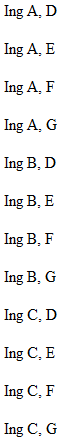 Ing A, D
Ing A, E
Ing A, F
Ing A, G
Ing B, D
Ing B, E
Ing B, F
Ing B, G
Ing C, D
Ing C, E
Ing C, F
Ing C, G